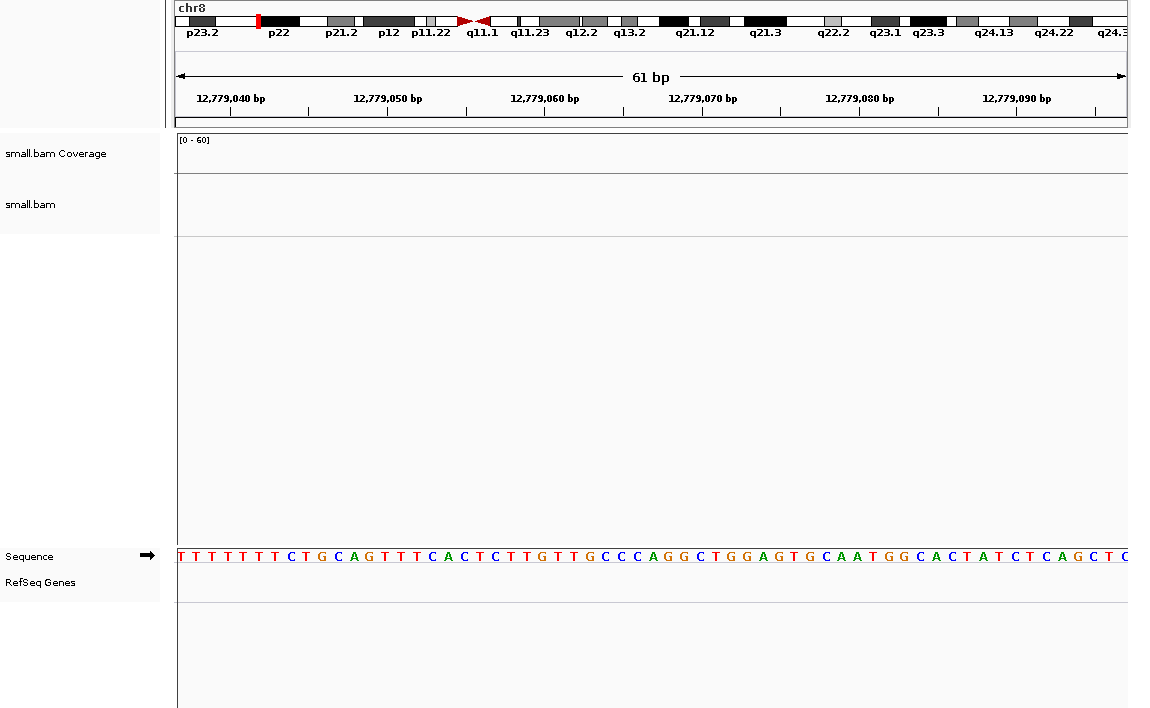 chr8
p23.2 p22 p21.2 p12 p11.22 q11.1 q11.23 q12.2 q13.2 q21.12 q21.3 q22.2 q23.1 q23.3 q24.13 q24.22 q24.3
61 bp
12,779,040 bp 12,779,050 bp 12,779,060 bp 12,779,070 bp 12,779,080 bp 12,779,090 bp
[0 - 60]
small.bam Coverage
small.bam
Sequence T T T T T T T C T G C A G T T T C A C T C T T G T T G C C C A G G C T G G A G T G C A A T G G C A C T A T C T C A G C T C
RefSeq Genes